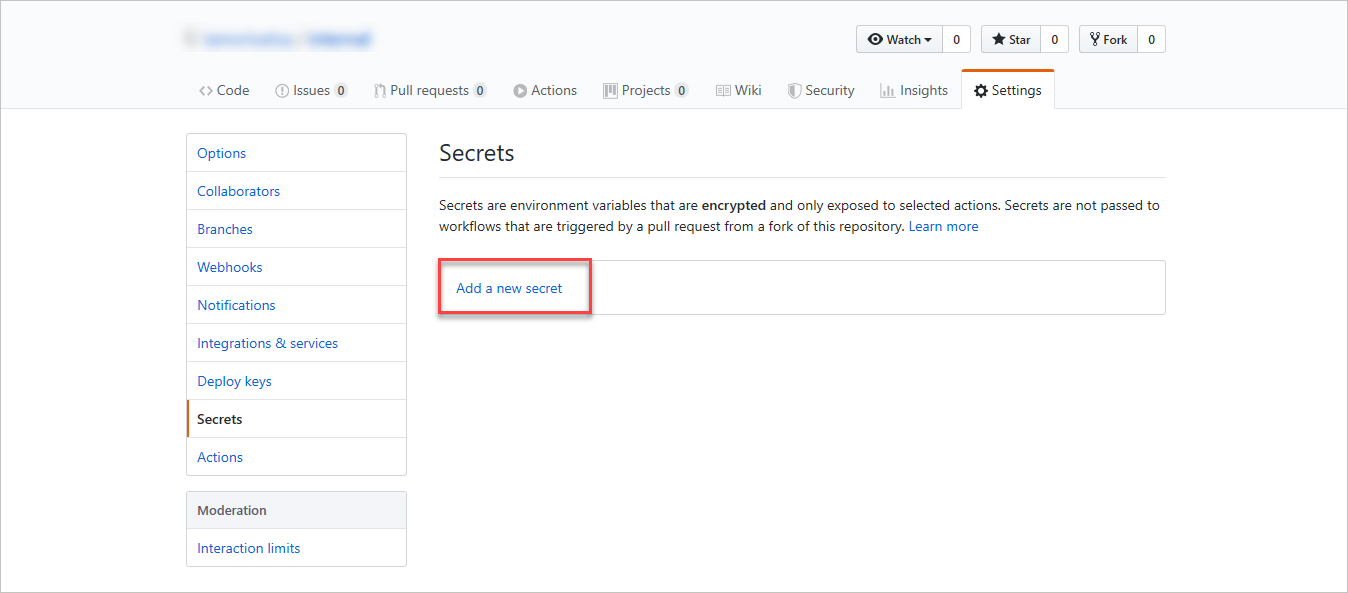 Watch 0 Star 0 Fork 0
Code Issues 0 Pull requests 0 Actions Projects 0 Wiki Security Insights Settings
Options
Collaborators
Branches
Webhooks
Notifications
Integrations & services
Deploy keys
Secrets
Actions
Moderation
Interaction limits
Secrets
Secrets are environment variables that are encrypted and only exposed to selected actions. Secrets are not passed to
workflows that are triggered by a pull request from a fork of this repository. Learn more
Add a new secret